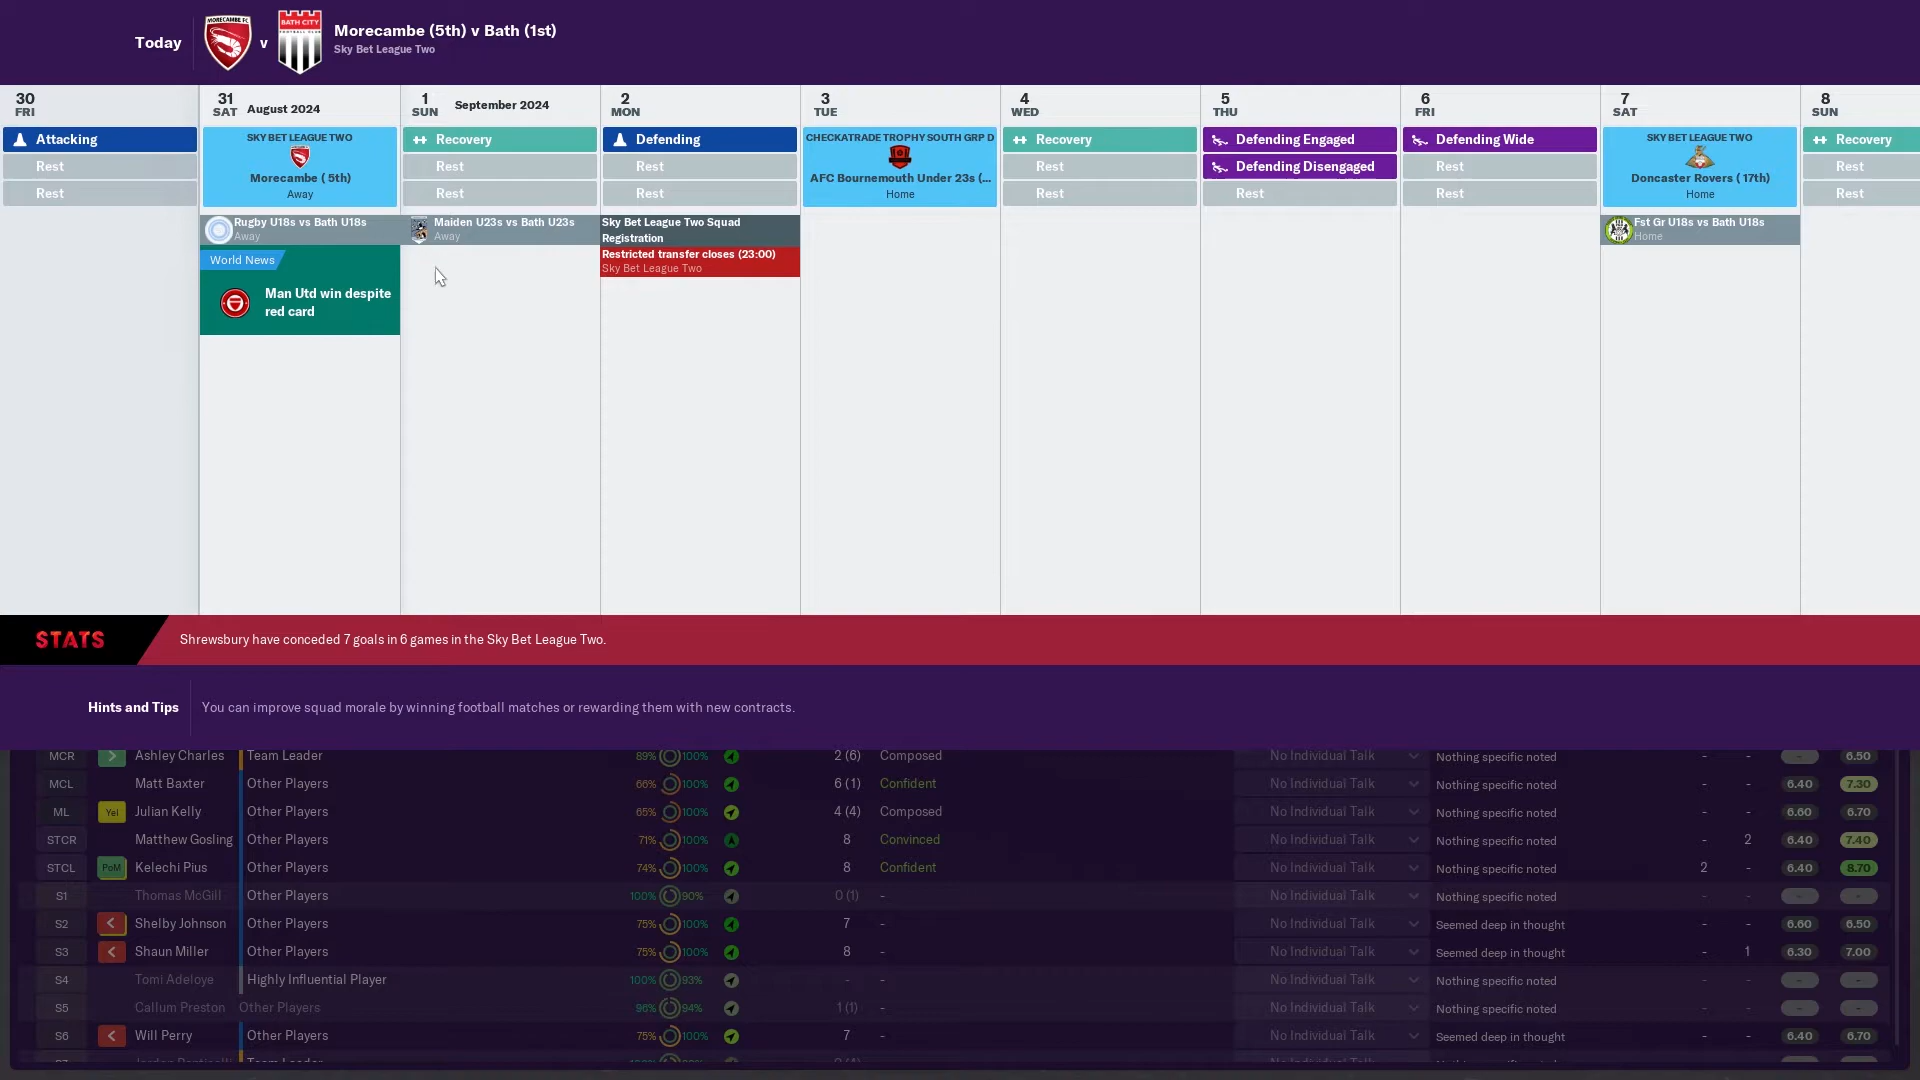 Today
MORECAMBE FC
v
BATH CITY
Morecambe (5th) v Bath (1st)
Sky Bet League Two
30
FRI
31
SAT
August 2024
1
SUN
September 2024
2
MON
3
TUE
4
WED
5
THU
6
FRI
7
SAT
8
SUN
Attacking
Rest
Rest
SKY BET LEAGUE TWO
Morecambe ( 5th)
Away
Rugby U18s vs Bath U18s
Away
World News
Man Utd win despite
red card
Recovery
Rest
Rest
Maiden U23s vs Bath U23s
Away
Defending
Rest
Rest
Sky Bet League Two Squad
Registration
Restricted transfer closes (23:00)
Sky Bet League Two
CHECKATRADE TROPHY SOUTH GRP D
AFC Bournemouth Under 23s (...
Home
Recovery
Rest
Rest
Defending Engaged
Defending Disengaged
Rest
Defending Wide
Rest
Rest
SKY BET LEAGUE TWO
Doncaster Rovers ( 17th)
Home
Fst Gr U18s vs Bath U18s
Home
Recovery
Rest
Rest
STATS
Shrewsbury have conceded 7 goals in 6 games in the Sky Bet League Two.
Hints and Tips
You can improve squad morale by winning football matches or rewarding them with new contracts.
MCR Ashley Charles Team Leader 89% 100% 2 (6) Composed No Individual Talk Nothing specific noted - - - 6.50
MCL Matt Baxter Other Players 66% 100% 6 (1) Confident No Individual Talk Nothing specific noted - - 6.40 7.30
ML Yel Julian Kelly Other Players 65% 100% 4 (4) Composed No Individual Talk Nothing specific noted - - 6.60 6.70
STCR Matthew Gosling Other Players 71% 100% 8 Convinced No Individual Talk Nothing specific noted - 2 6.40 7.40
STCL PoM Kelechi Pius Other Players 74% 100% 8 Confident No Individual Talk Nothing specific noted 2 - 6.40 8.70
S1 Thomas McGill Other Players 100% 90% 0 (1) - No Individual Talk Nothing specific noted - - - -
S2 Shelby Johnson Other Players 75% 100% 7 - No Individual Talk Seemed deep in thought - - 6.60 6.50
S3 Shaun Miller Other Players 75% 100% 8 - No Individual Talk Seemed deep in thought - 1 6.30 7.00
S4 Tomi Adeloye Highly Influential Player 100% 93% - - No Individual Talk Nothing specific noted - - - -
S5 Callum Preston Other Players 96% 94% 1 (1) - No Individual Talk Nothing specific noted - - - -
S6 Will Perry Other Players 75% 100% 7 - No Individual Talk Seemed deep in thought - - 6.40 6.70
Team Leader